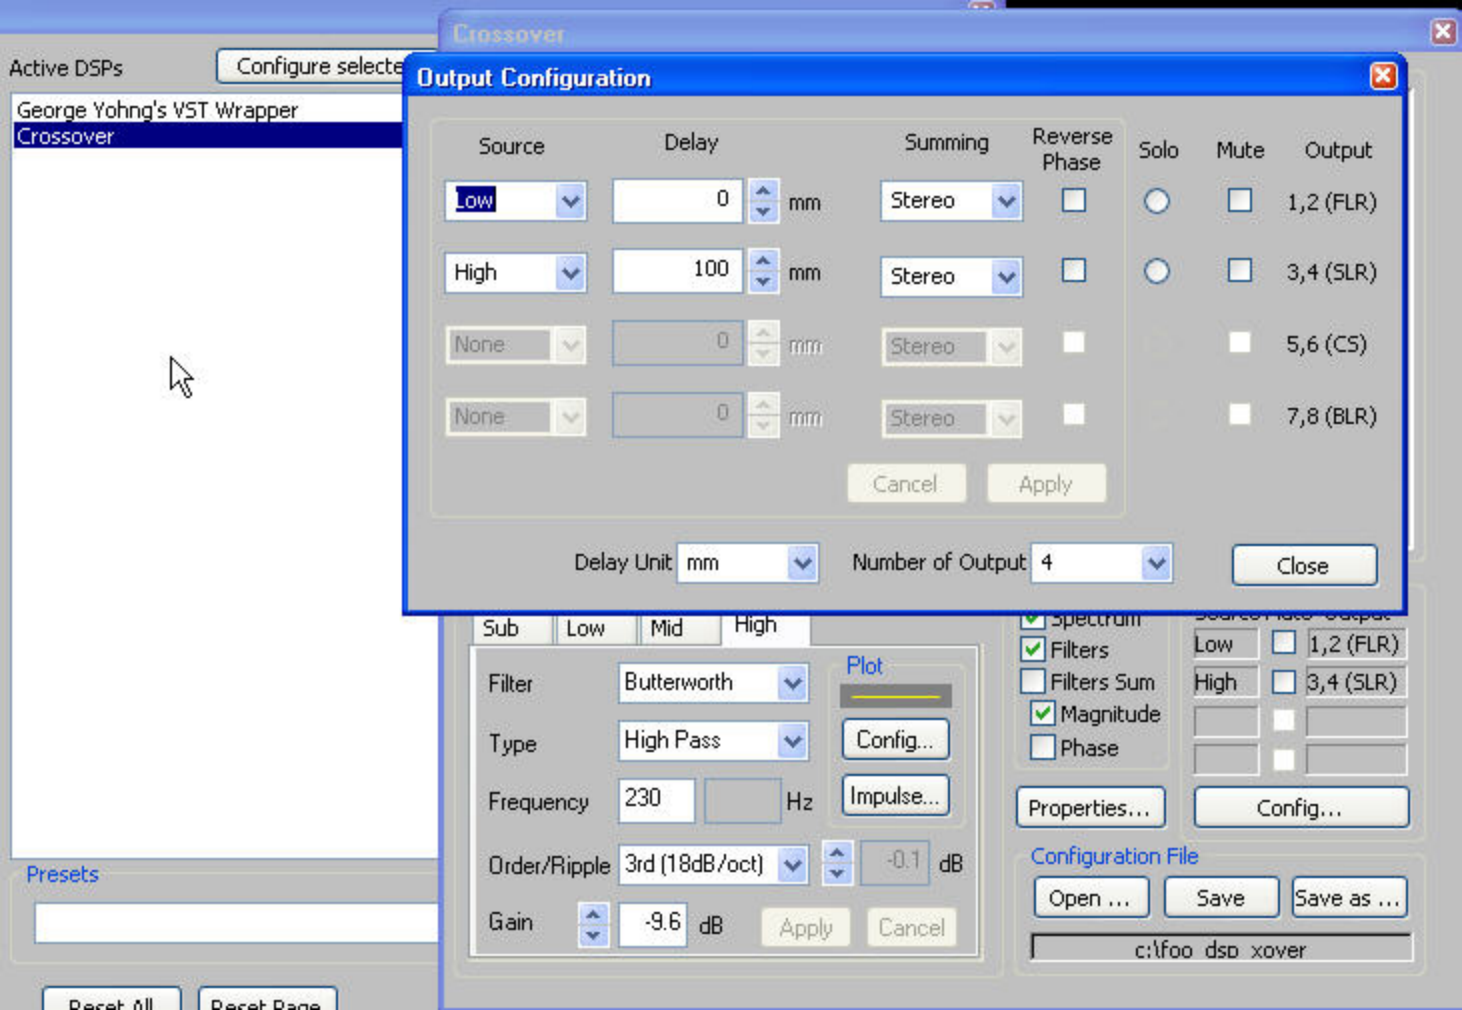 Crossover
Active DSPs
Configure selecte
George Yohng's VST Wrapper
Crossover
Output Configuration
Source Delay Summing Reverse Phase Solo Mute Output
Low 0 mm Stereo 1,2 (FLR)
High 100 mm Stereo 3,4 (SLR)
None 0 mm Stereo 5,6 (CS)
None 0 mm Stereo 7,8 (BLR)
Cancel Apply
Delay Unit mm Number of Output 4 Close
Sub Low Mid High
Filter Butterworth
Type High Pass
Frequency 230 Hz
Order/Ripple 3rd (18dB/oct) -0.1 dB
Gain -9.6 dB Apply Cancel
Plot
Config...
Impulse...
Spectrum
Filters
Filters Sum
Magnitude
Phase
Properties...
Source Mute Output
Low 1,2 (FLR)
High 3,4 (SLR)
Config...
Configuration File
Open ... Save Save as ...
c:\foo_dsp_xover
Presets
Reset All Reset Page